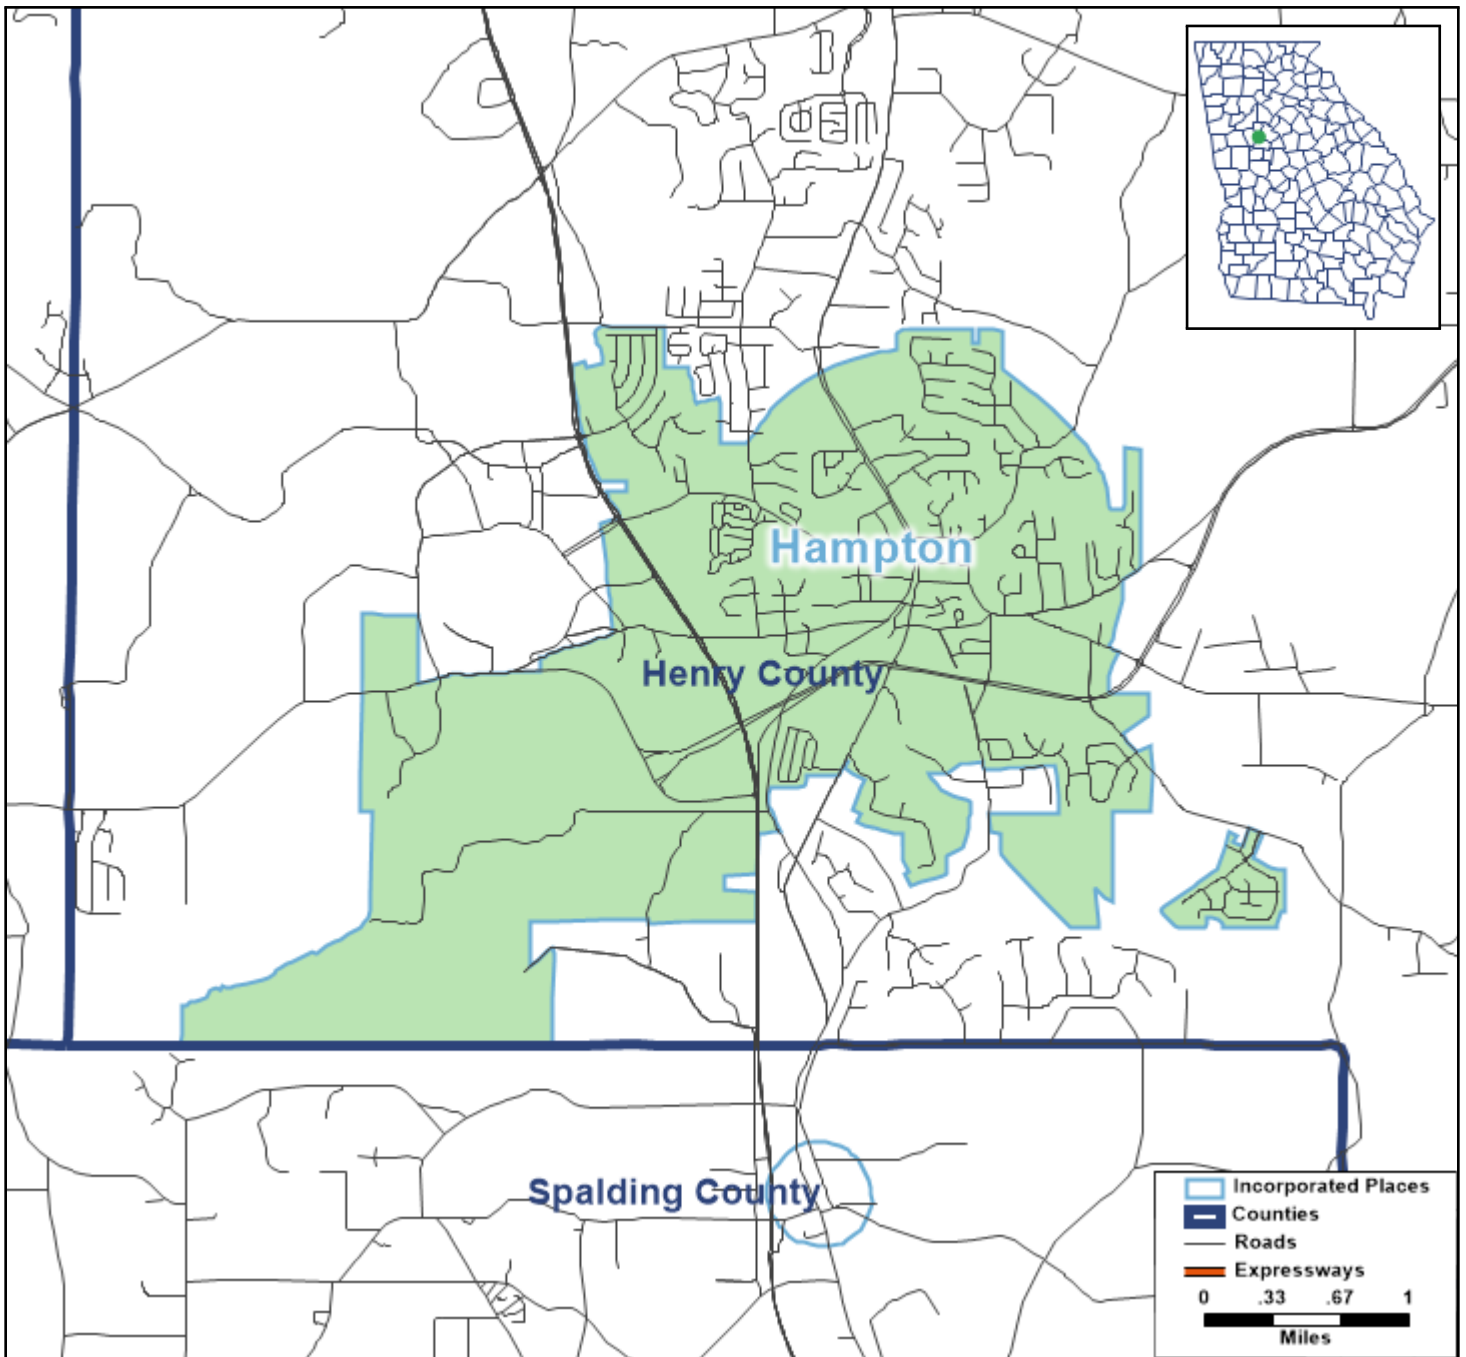 Hampton
Henry County
Spalding County
Incorporated Places
Counties
Roads
Expressways
0 .33 .67 1
Miles